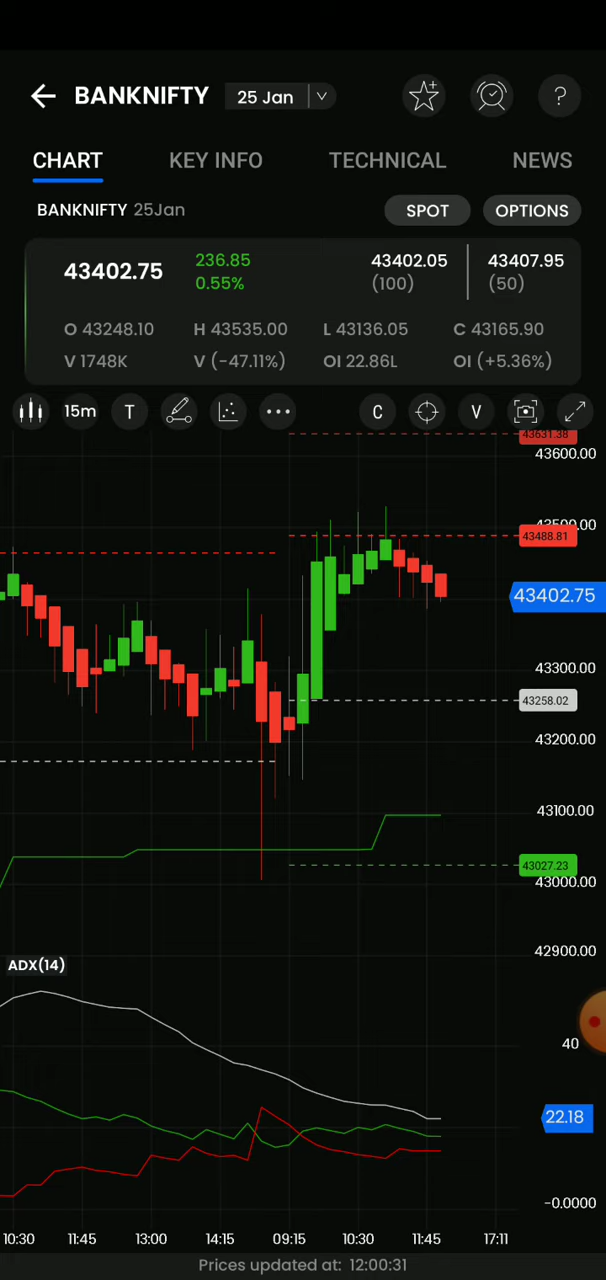 BANKNIFTY 25 Jan
CHART KEY INFO TECHNICAL NEWS
BANKNIFTY 25Jan SPOT OPTIONS
43402.75 236.85 43402.05 43407.95
0.55% (100) (50)
O 43248.10 H 43535.00 L 43136.05 C 43165.90
V 1748K V (-47.11%) OI 22.86L OI (+5.36%)
15m T C V
43631.38
43600.00
43500.00
43488.81
43402.75
43300.00
43258.02
43200.00
43100.00
43027.23
43000.00
42900.00
ADX(14)
40
22.18
-0.0000
10:30 11:45 13:00 14:15 09:15 10:30 11:45 17:11
Prices updated at: 12:00:31